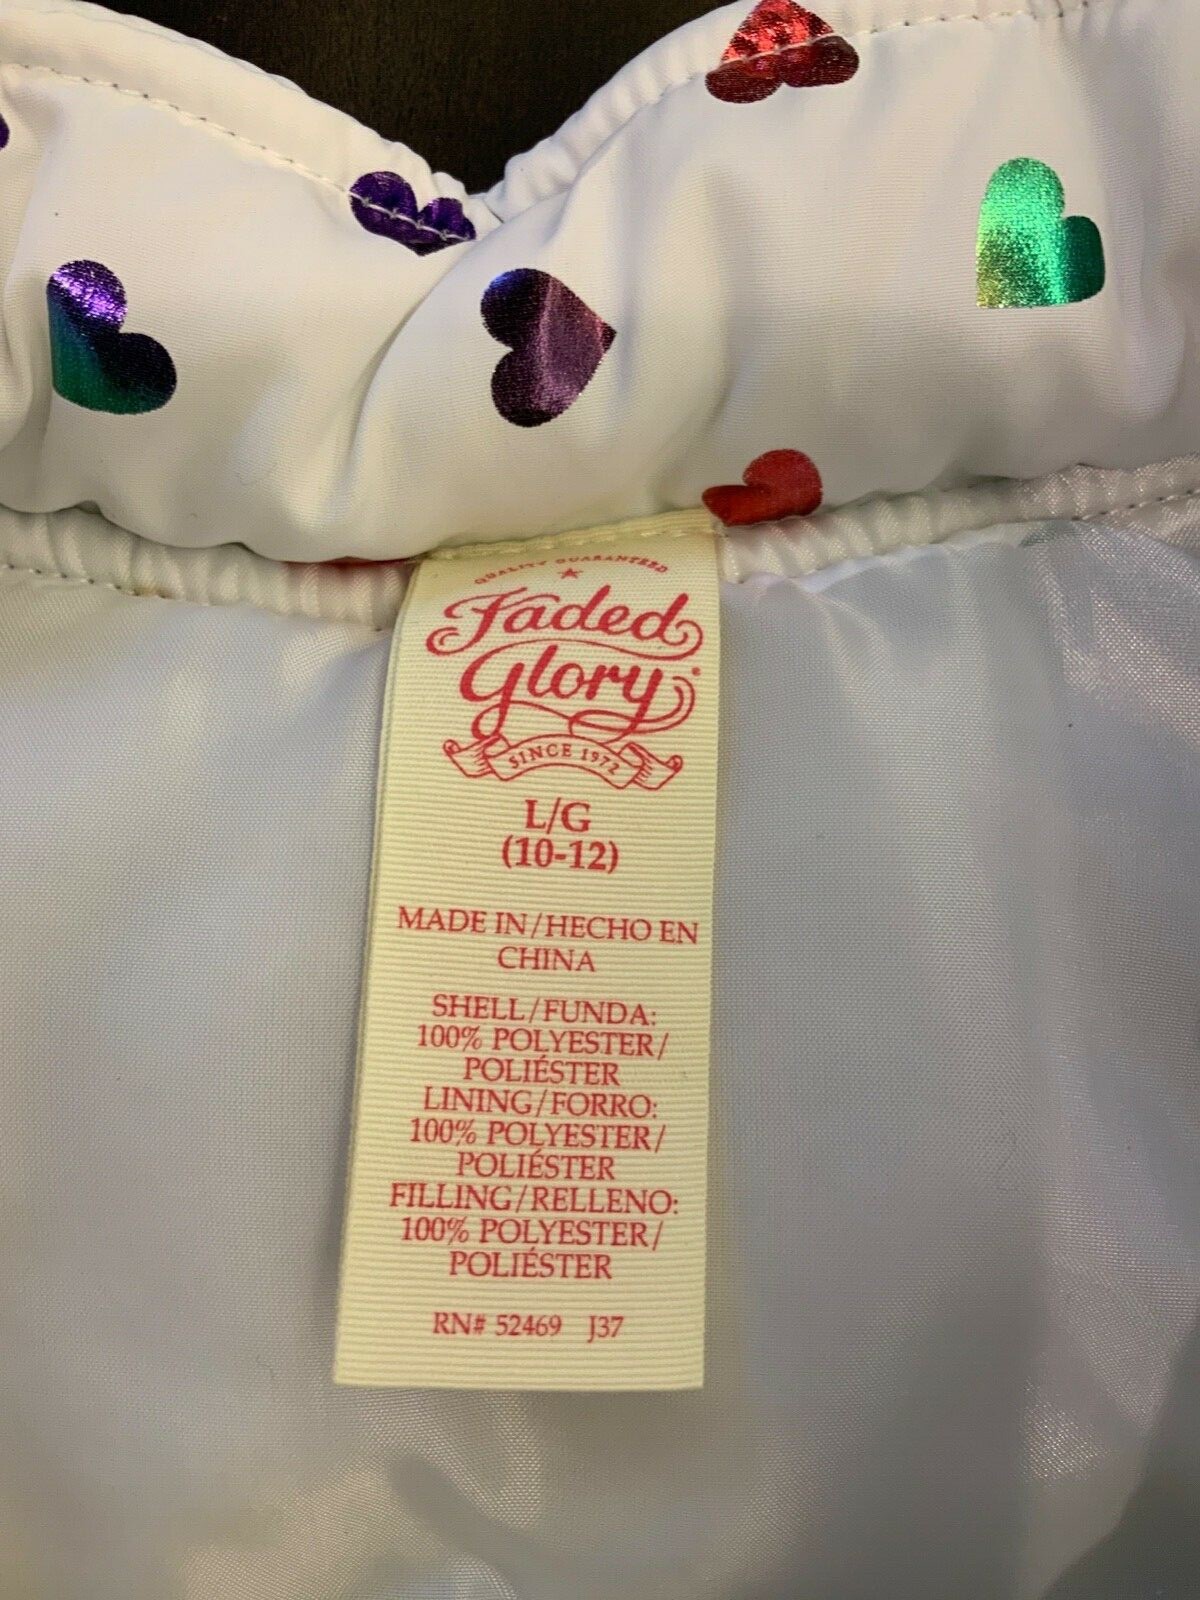 QUALITY GUARANTEED
Faded
Glory®
SINCE 1972
L/G
(10-12)
MADE IN/HECHO EN
CHINA
SHELL/FUNDA:
100% POLYESTER/
POLIÉSTER
LINING/FORRO:
100% POLYESTER/
POLIÉSTER
FILLING/RELLENO:
100% POLYESTER/
POLIÉSTER
RN# 52469 J37